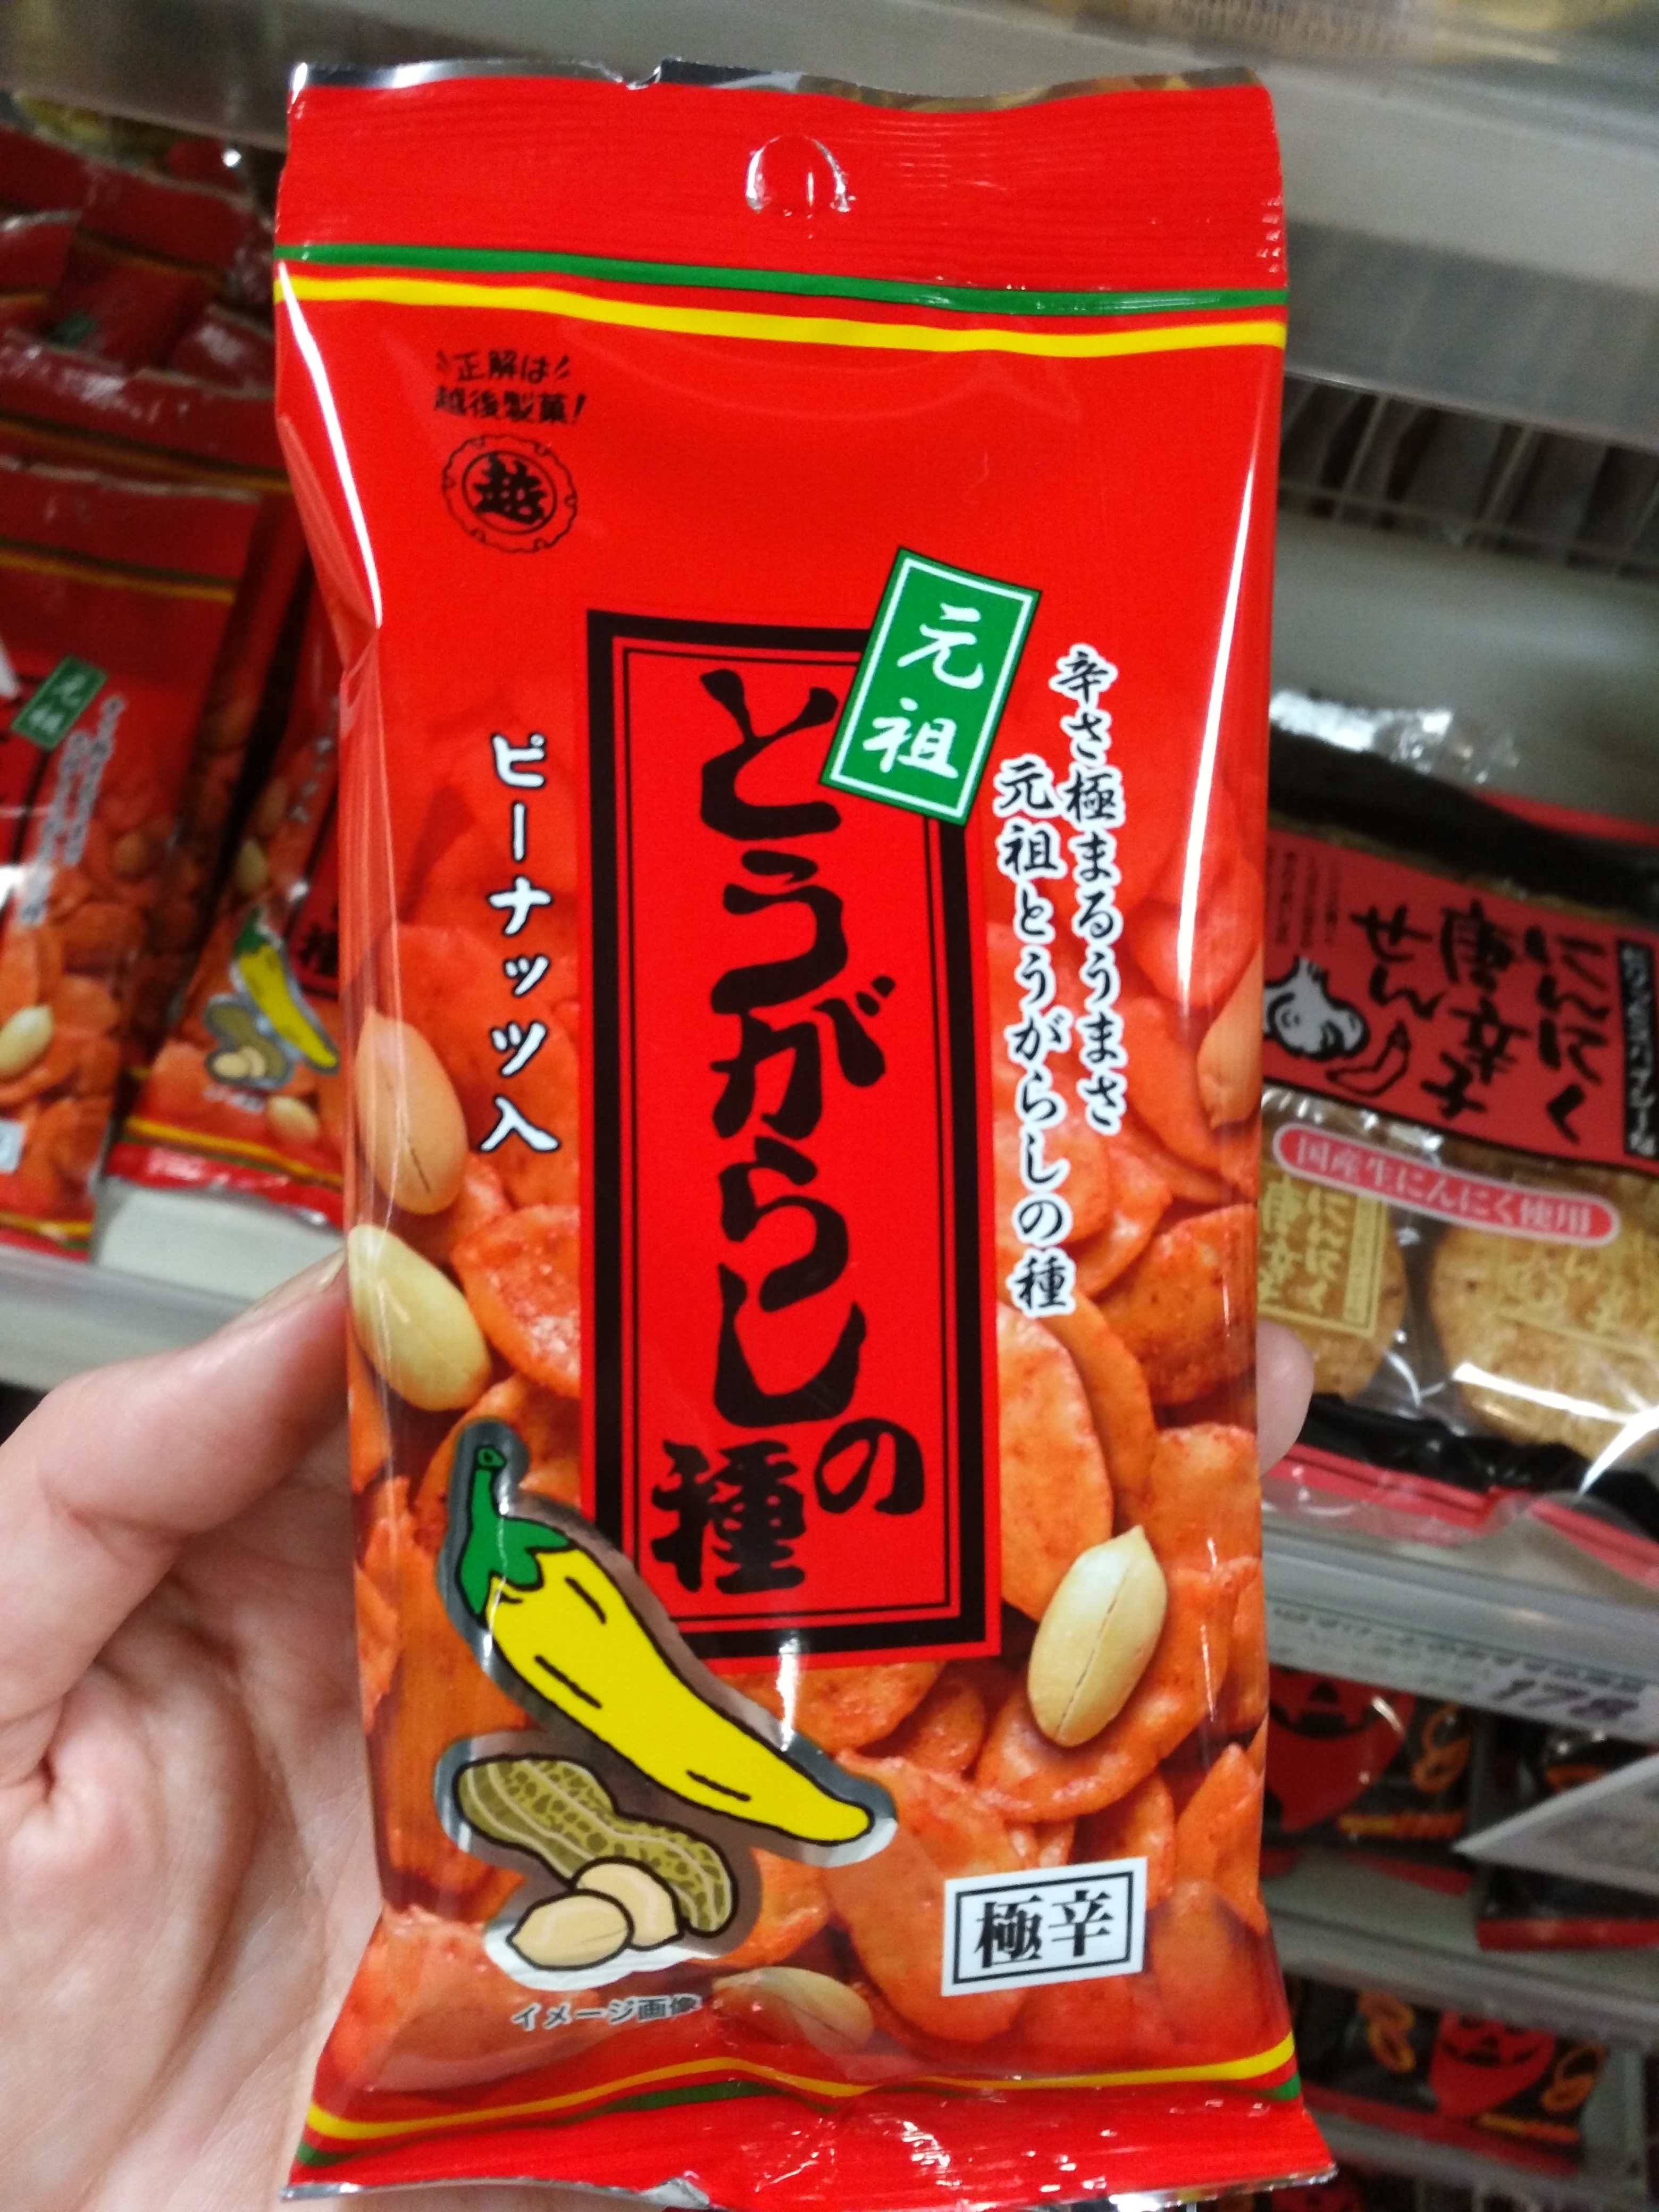 正解は
越後製菓!
越
元祖
辛さ極まるうまさ
元祖とうがらしの種
とうがらしの種
ピーナッツ入
極辛
イメージ画像
元祖
にんにく
唐辛子
せん
国産生にんにく使用
178